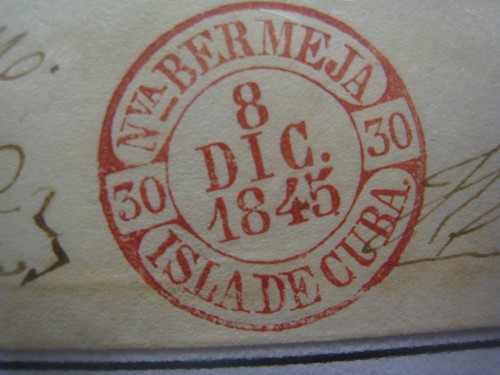 Nva. BERMEJA
8
DIC.
1845
30
30
ISLA DE CUBA.